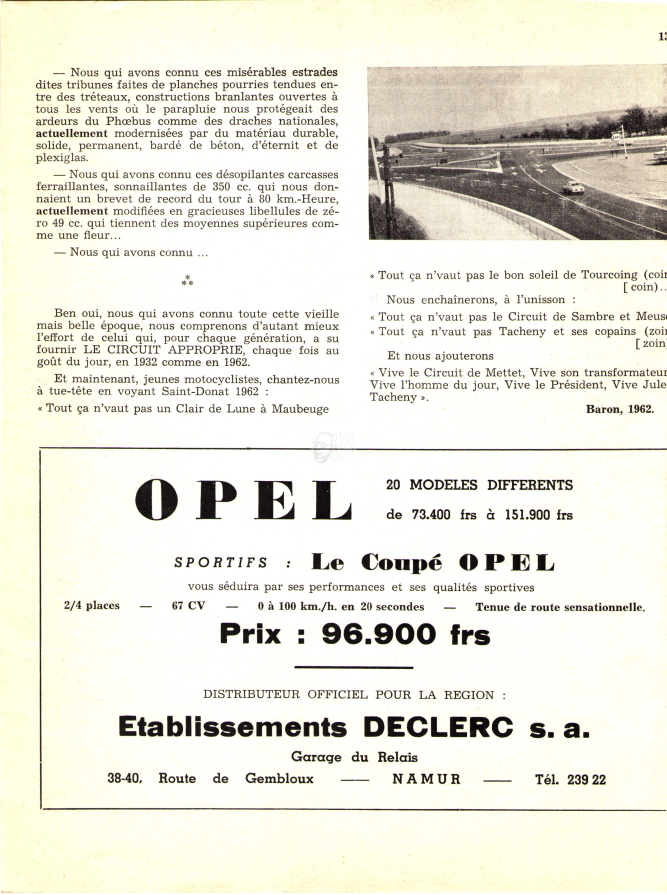 13
— Nous qui avons connu ces misérables estrades
dites tribunes faites de planches pourries tendues en-
tre des tréteaux, constructions branlantes ouvertes à
tous les vents où le parapluie nous protégeait des
ardeurs du Phœbus comme des draches nationales,
actuellement modernisées par du matériau durable,
solide, permanent, bardé de béton, d'éternit et de
plexiglas.
— Nous qui avons connu ces désopilantes carcasses
ferraillantes, sonnaillantes de 350 cc. qui nous don-
naient un brevet de record du tour à 80 km.-Heure,
actuellement modifiées en gracieuses libellules de zé-
ro 49 cc. qui tiennent des moyennes supérieures com-
me une fleur...
— Nous qui avons connu ...
*
**
Ben oui, nous qui avons connu toute cette vieille
mais belle époque, nous comprenons d'autant mieux
l'effort de celui qui, pour chaque génération, a su
fournir LE CIRCUIT APPROPRIE, chaque fois au
goût du jour, en 1932 comme en 1962.
Et maintenant, jeunes motocyclistes, chantez-nous
à tue-tête en voyant Saint-Donat 1962 :
« Tout ça n'vaut pas un Clair de Lune à Maubeuge
« Tout ça n'vaut pas le bon soleil de Tourcoing (coin
[ coin)..
Nous enchaînerons, à l'unisson :
« Tout ça n'vaut pas le Circuit de Sambre et Meuse
« Tout ça n'vaut pas Tacheny et ses copains (zoin
[ zoin)
Et nous ajouterons
« Vive le Circuit de Mettet, Vive son transformateur
Vive l'homme du jour, Vive le Président, Vive Jule
Tacheny ».
Baron, 1962.
OPEL
20 MODELES DIFFERENTS
de 73.400 frs à 151.900 frs
SPORTIFS : Le Coupé OPEL
vous séduira par ses performances et ses qualités sportives
2/4 places — 67 CV — 0 à 100 km./h. en 20 secondes — Tenue de route sensationnelle.
Prix : 96.900 frs
DISTRIBUTEUR OFFICIEL POUR LA REGION :
Etablissements DECLERC s. a.
Garage du Relais
38-40, Route de Gembloux — NAMUR — Tél. 239 22